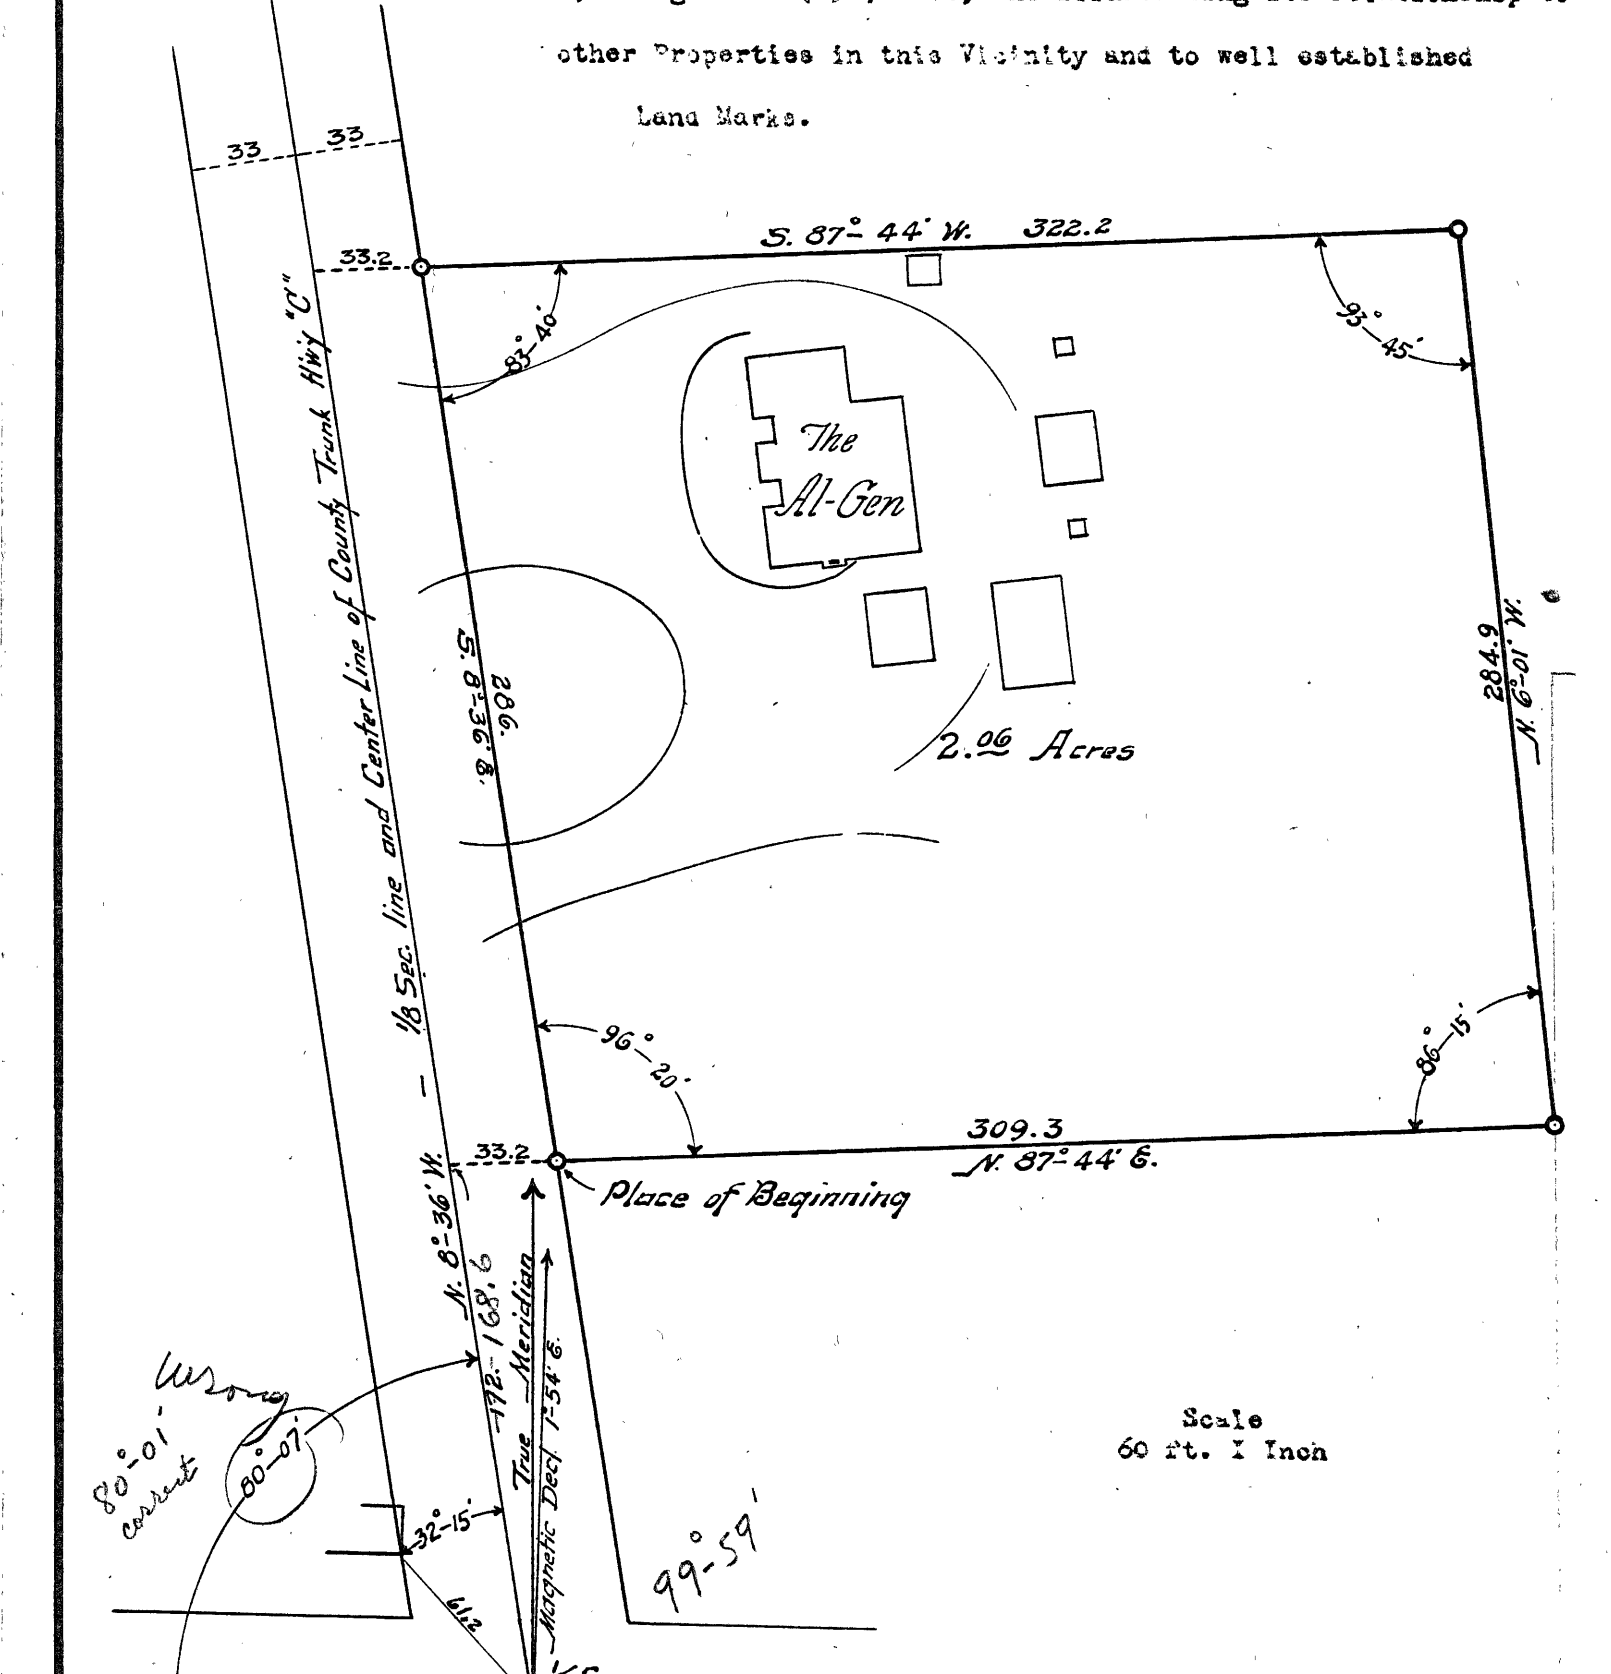 other Properties in this Vicinity and to well established
Land Marks.
33
33
S. 87°-44' W. 322.2
33.2
83°-40'
93°-45'
The
Al-Gen
1/8 Sec. line and Center Line of County Trunk Hwy "C"
286.
S. 8°-36' E.
284.9
N. 6°-01' W.
2.06 Acres
96°-20'
86°-15'
309.3
N. 87°-44' E.
33.2
Place of Beginning
N. 8°-36' W.
172.-168.6
True Meridian
Magnetic Decl. 1°-54' E.
Scale
60 ft. I Inch
Wrong
80°-07'
80°-01'
correct
32°-15'
99°-59'
61.2